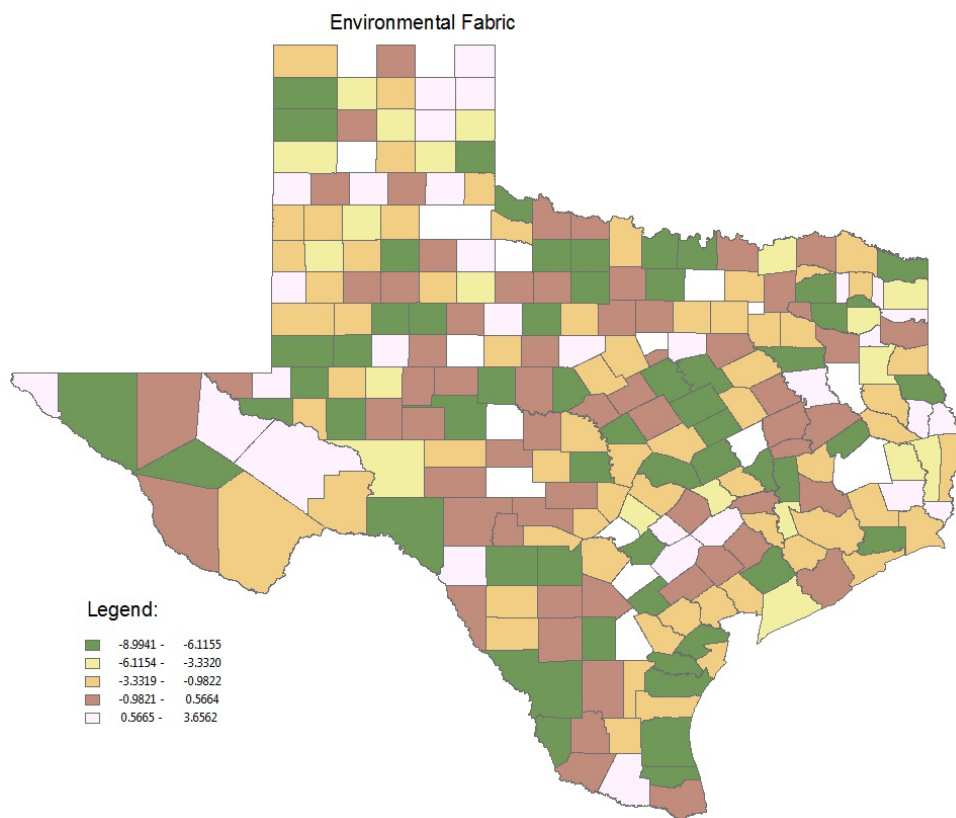 Environmental Fabric
Legend:
-8.9941 - -6.1155
-6.1154 - -3.3320
-3.3319 - -0.9822
-0.9821 - 0.5664
0.5665 - 3.6562